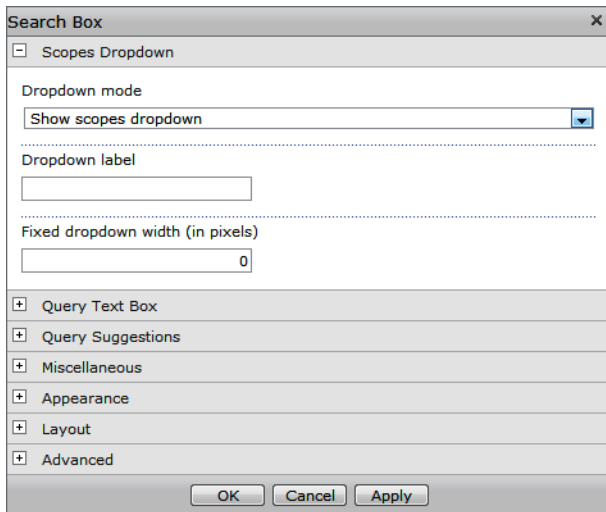 Search Box
Scopes Dropdown
Dropdown mode
Show scopes dropdown
Dropdown label
Fixed dropdown width (in pixels)
0
Query Text Box
Query Suggestions
Miscellaneous
Appearance
Layout
Advanced
OK Cancel Apply